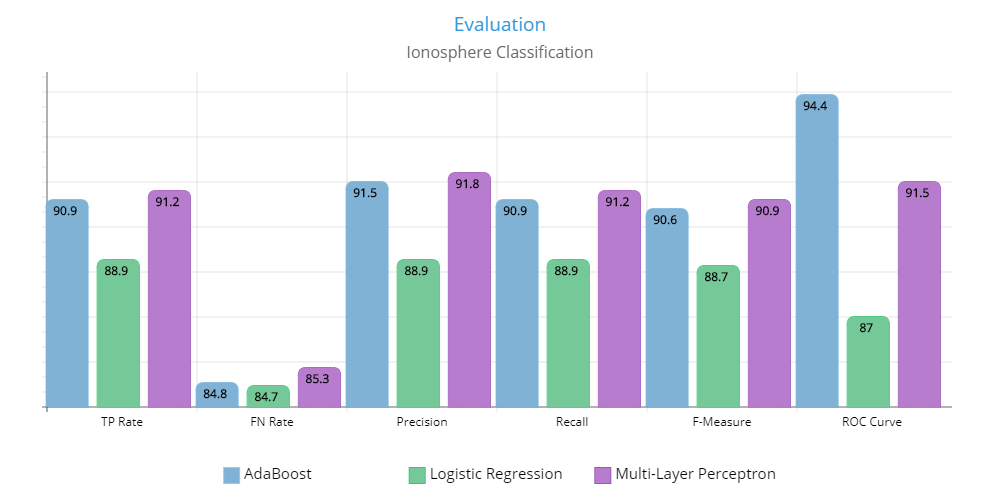 Evaluation
Ionosphere Classification
90.9
88.9
91.2
84.8
84.7
85.3
91.5
88.9
91.8
90.9
88.9
91.2
90.6
88.7
90.9
94.4
87
91.5
TP Rate
FN Rate
Precision
Recall
F-Measure
ROC Curve
AdaBoost
Logistic Regression
Multi-Layer Perceptron